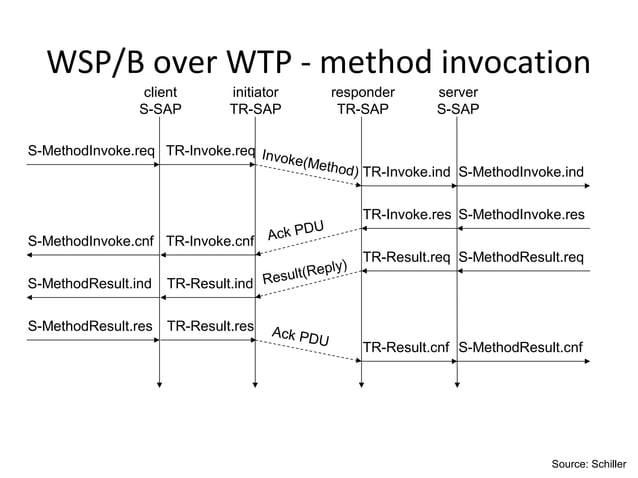 WSP/B over WTP - method invocation
client initiator responder server
S-SAP TR-SAP TR-SAP S-SAP
S-MethodInvoke.req TR-Invoke.req Invoke(Method) TR-Invoke.ind S-MethodInvoke.ind
TR-Invoke.res S-MethodInvoke.res
S-MethodInvoke.cnf TR-Invoke.cnf Ack PDU
TR-Result.req S-MethodResult.req
S-MethodResult.ind TR-Result.ind Result(Reply)
S-MethodResult.res TR-Result.res Ack PDU
TR-Result.cnf S-MethodResult.cnf
Source: Schiller